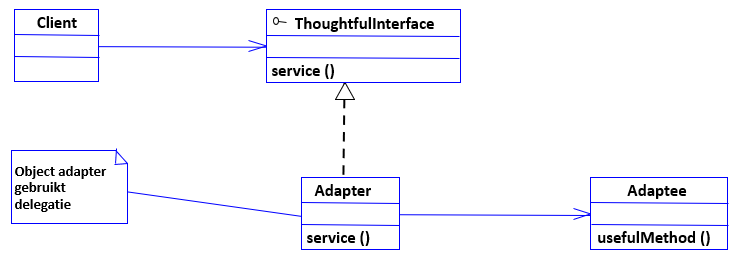 Client
ThoughtfulInterface
service ()
Object adapter
gebruikt
delegatie
Adapter
service ()
Adaptee
usefulMethod ()